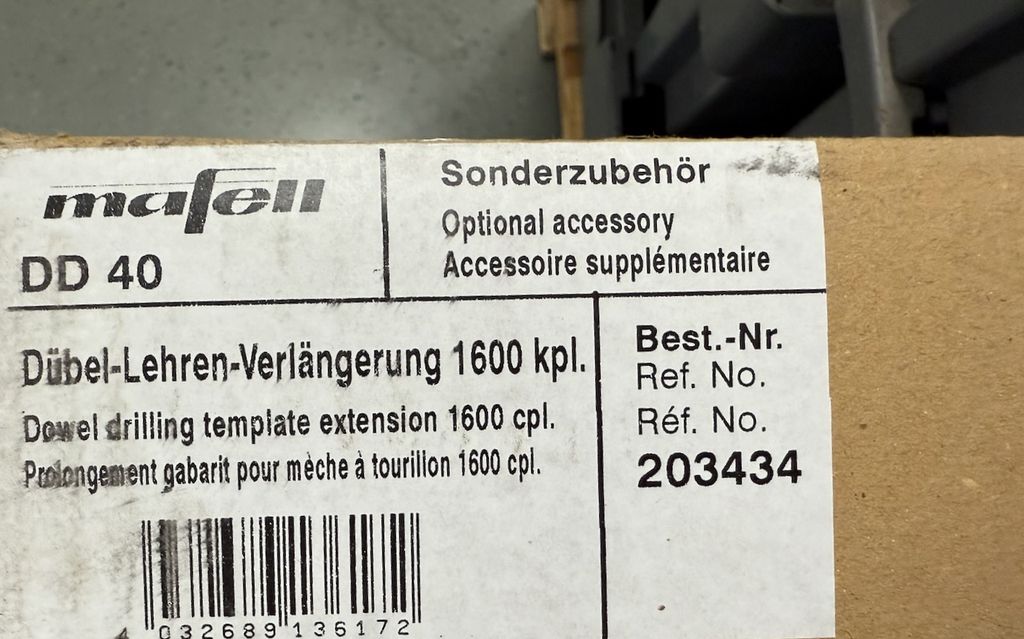 mafell
DD 40
Sonderzubehör
Optional accessory
Accessoire supplémentaire
Dübel-Lehren-Verlängerung 1600 kpl.
Dowel drilling template extension 1600 cpl.
Prolongement gabarit pour mèche à tourillon 1600 cpl.
Best.-Nr.
Ref. No.
Réf. No.
203434
4 032689 136172